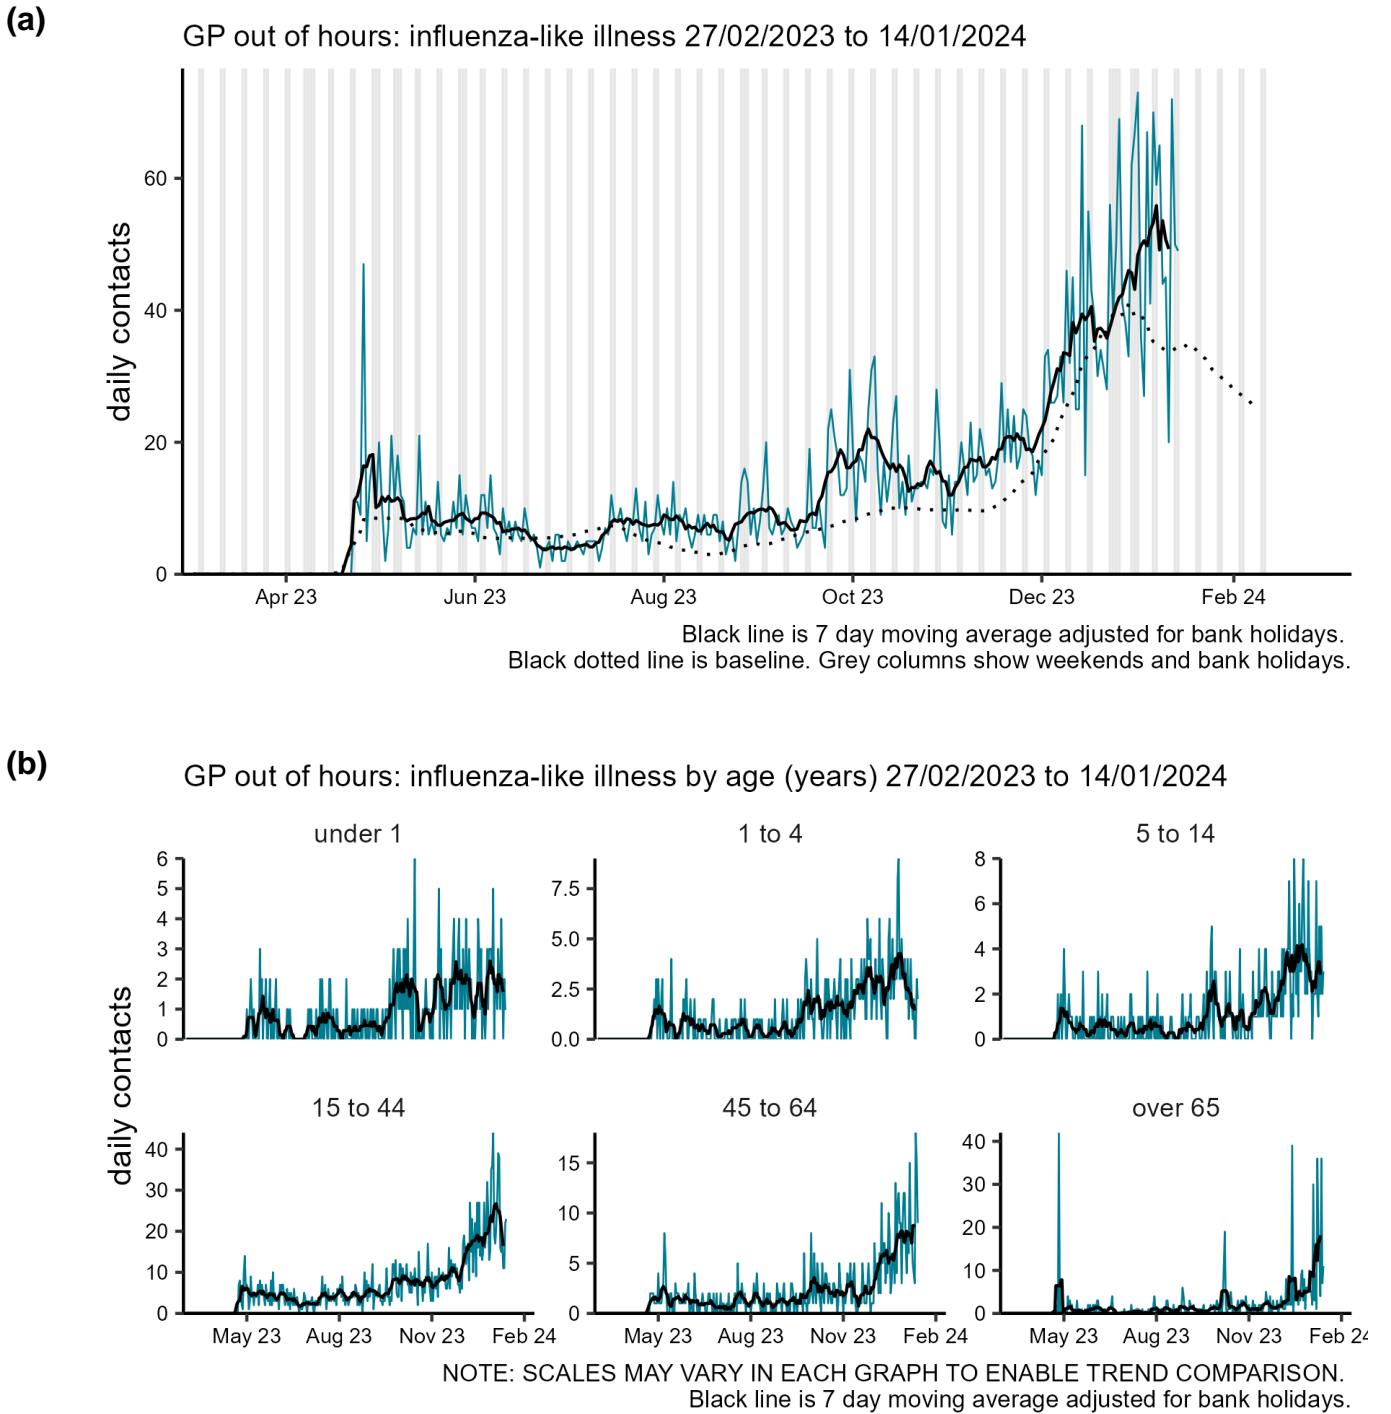 (a)
GP out of hours: influenza-like illness 27/02/2023 to 14/01/2024
daily contacts
60
40
20
0
Apr 23 Jun 23 Aug 23 Oct 23 Dec 23 Feb 24
Black line is 7 day moving average adjusted for bank holidays.
Black dotted line is baseline. Grey columns show weekends and bank holidays.
(b)
GP out of hours: influenza-like illness by age (years) 27/02/2023 to 14/01/2024
daily contacts
under 1
6
5
4
3
2
1
0
1 to 4
7.5
5.0
2.5
0.0
5 to 14
8
6
4
2
0
15 to 44
40
30
20
10
0
May 23 Aug 23 Nov 23 Feb 24
45 to 64
15
10
5
0
May 23 Aug 23 Nov 23 Feb 24
over 65
40
30
20
10
0
May 23 Aug 23 Nov 23 Feb 24
NOTE: SCALES MAY VARY IN EACH GRAPH TO ENABLE TREND COMPARISON.
Black line is 7 day moving average adjusted for bank holidays.